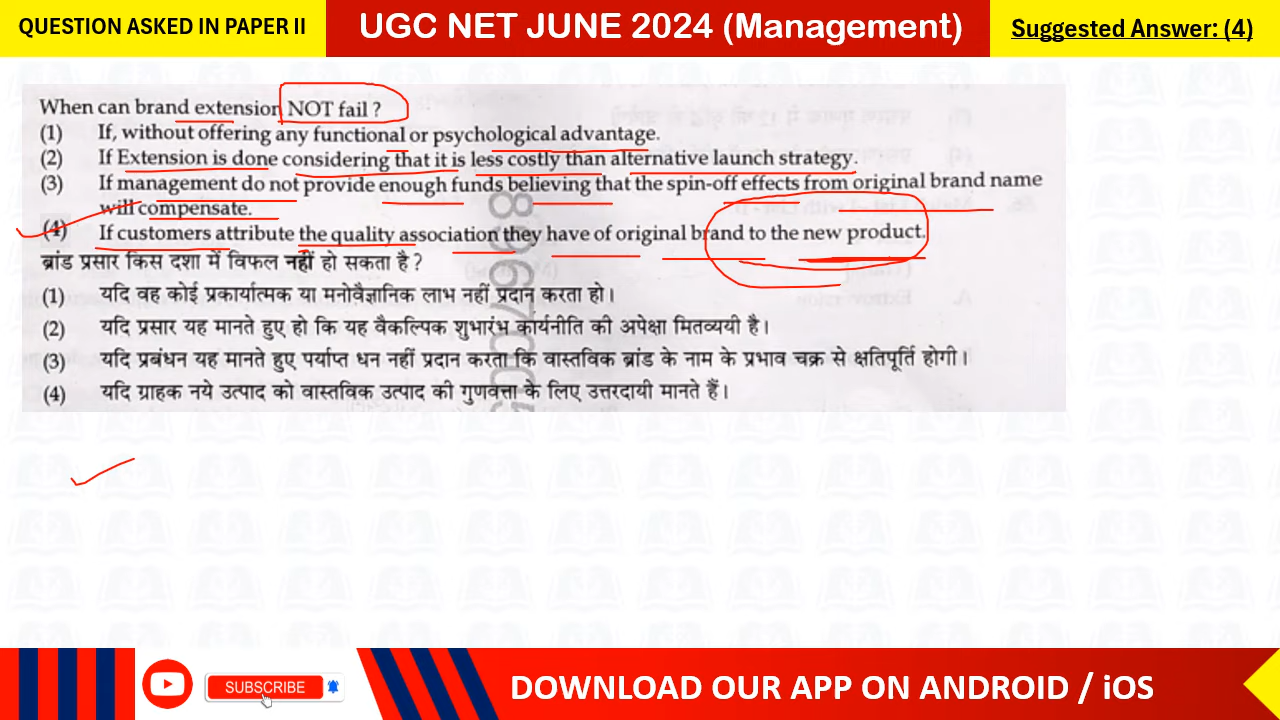 QUESTION ASKED IN PAPER II
UGC NET JUNE 2024 (Management)
Suggested Answer: (4)
When can brand extension NOT fail ?
(1) If, without offering any functional or psychological advantage.
(2) If Extension is done considering that it is less costly than alternative launch strategy.
(3) If management do not provide enough funds believing that the spin-off effects from original brand name
will compensate.
(4) If customers attribute the quality association they have of original brand to the new product.
ब्रांड प्रसार किस दशा में विफल नहीं हो सकता है ?
(1) यदि वह कोई प्रकार्यात्मक या मनोवैज्ञानिक लाभ नहीं प्रदान करता हो।
(2) यदि प्रसार यह मानते हुए हो कि यह वैकल्पिक शुभारंभ कार्यनीति की अपेक्षा मितव्ययी है।
(3) यदि प्रबंधन यह मानते हुए पर्याप्त धन नहीं प्रदान करता कि वास्तविक ब्रांड के नाम के प्रभाव चक्र से क्षतिपूर्ति होगी।
(4) यदि ग्राहक नये उत्पाद को वास्तविक उत्पाद की गुणवत्ता के लिए उत्तरदायी मानते हैं।
SUBSCRIBE
DOWNLOAD OUR APP ON ANDROID / iOS